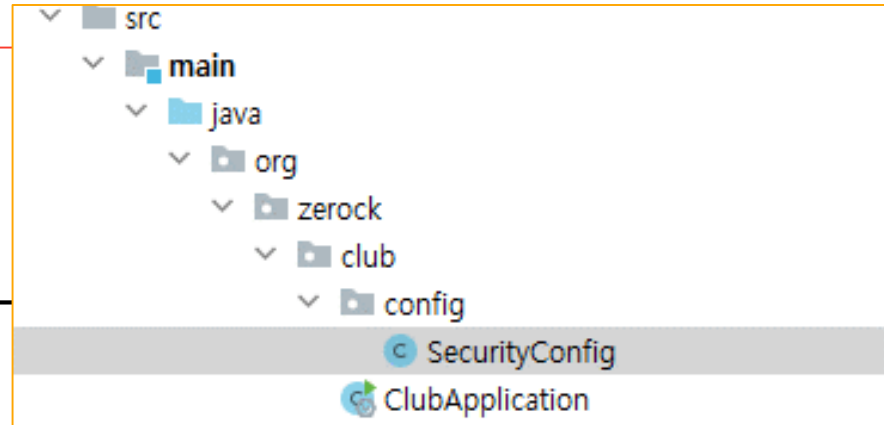 src
main
java
org
zerock
club
config
SecurityConfig
ClubApplication